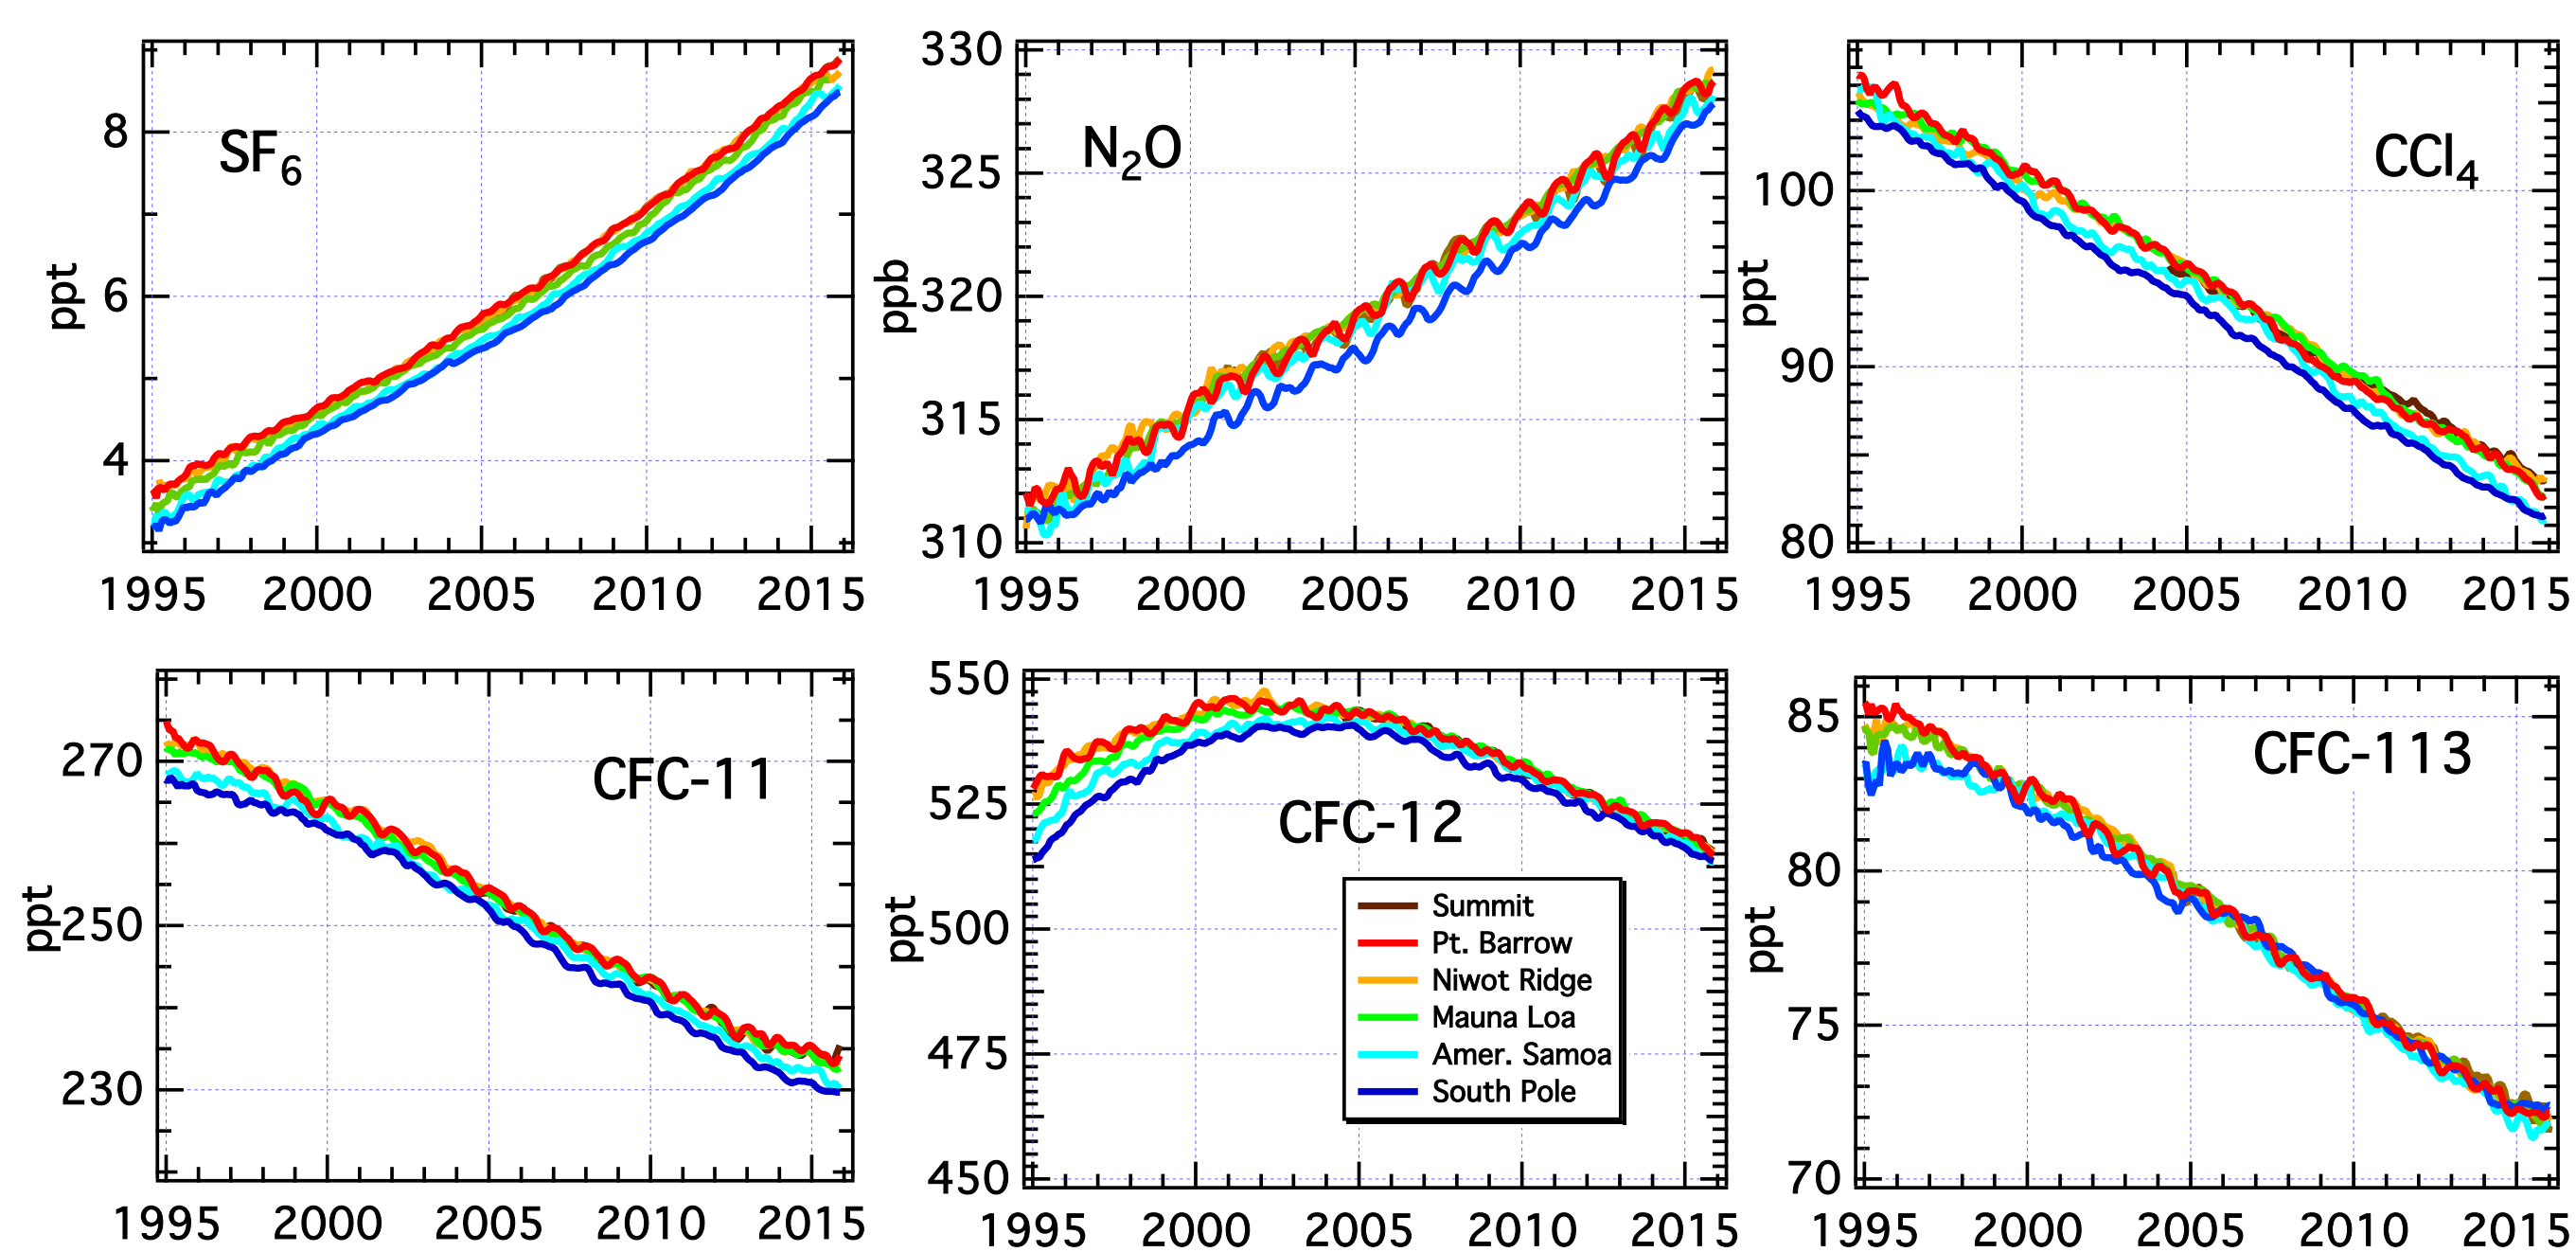 SF6
ppt
8
6
4
1995 2000 2005 2010 2015
N2O
ppb
330
325
320
315
310
1995 2000 2005 2010 2015
CCl4
ppt
100
90
80
1995 2000 2005 2010 2015
CFC-11
ppt
270
250
230
1995 2000 2005 2010 2015
CFC-12
ppt
550
525
500
475
450
Summit
Pt. Barrow
Niwot Ridge
Mauna Loa
Amer. Samoa
South Pole
1995 2000 2005 2010 2015
CFC-113
ppt
85
80
75
70
1995 2000 2005 2010 2015